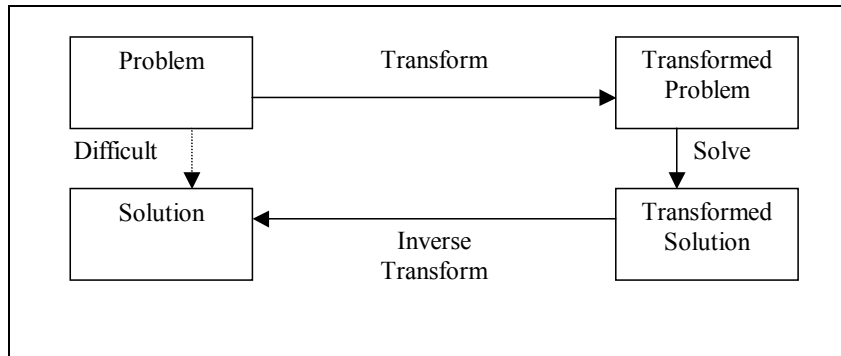 Problem
Transform
Transformed
Problem
Difficult
Solve
Solution
Inverse
Transform
Transformed
Solution